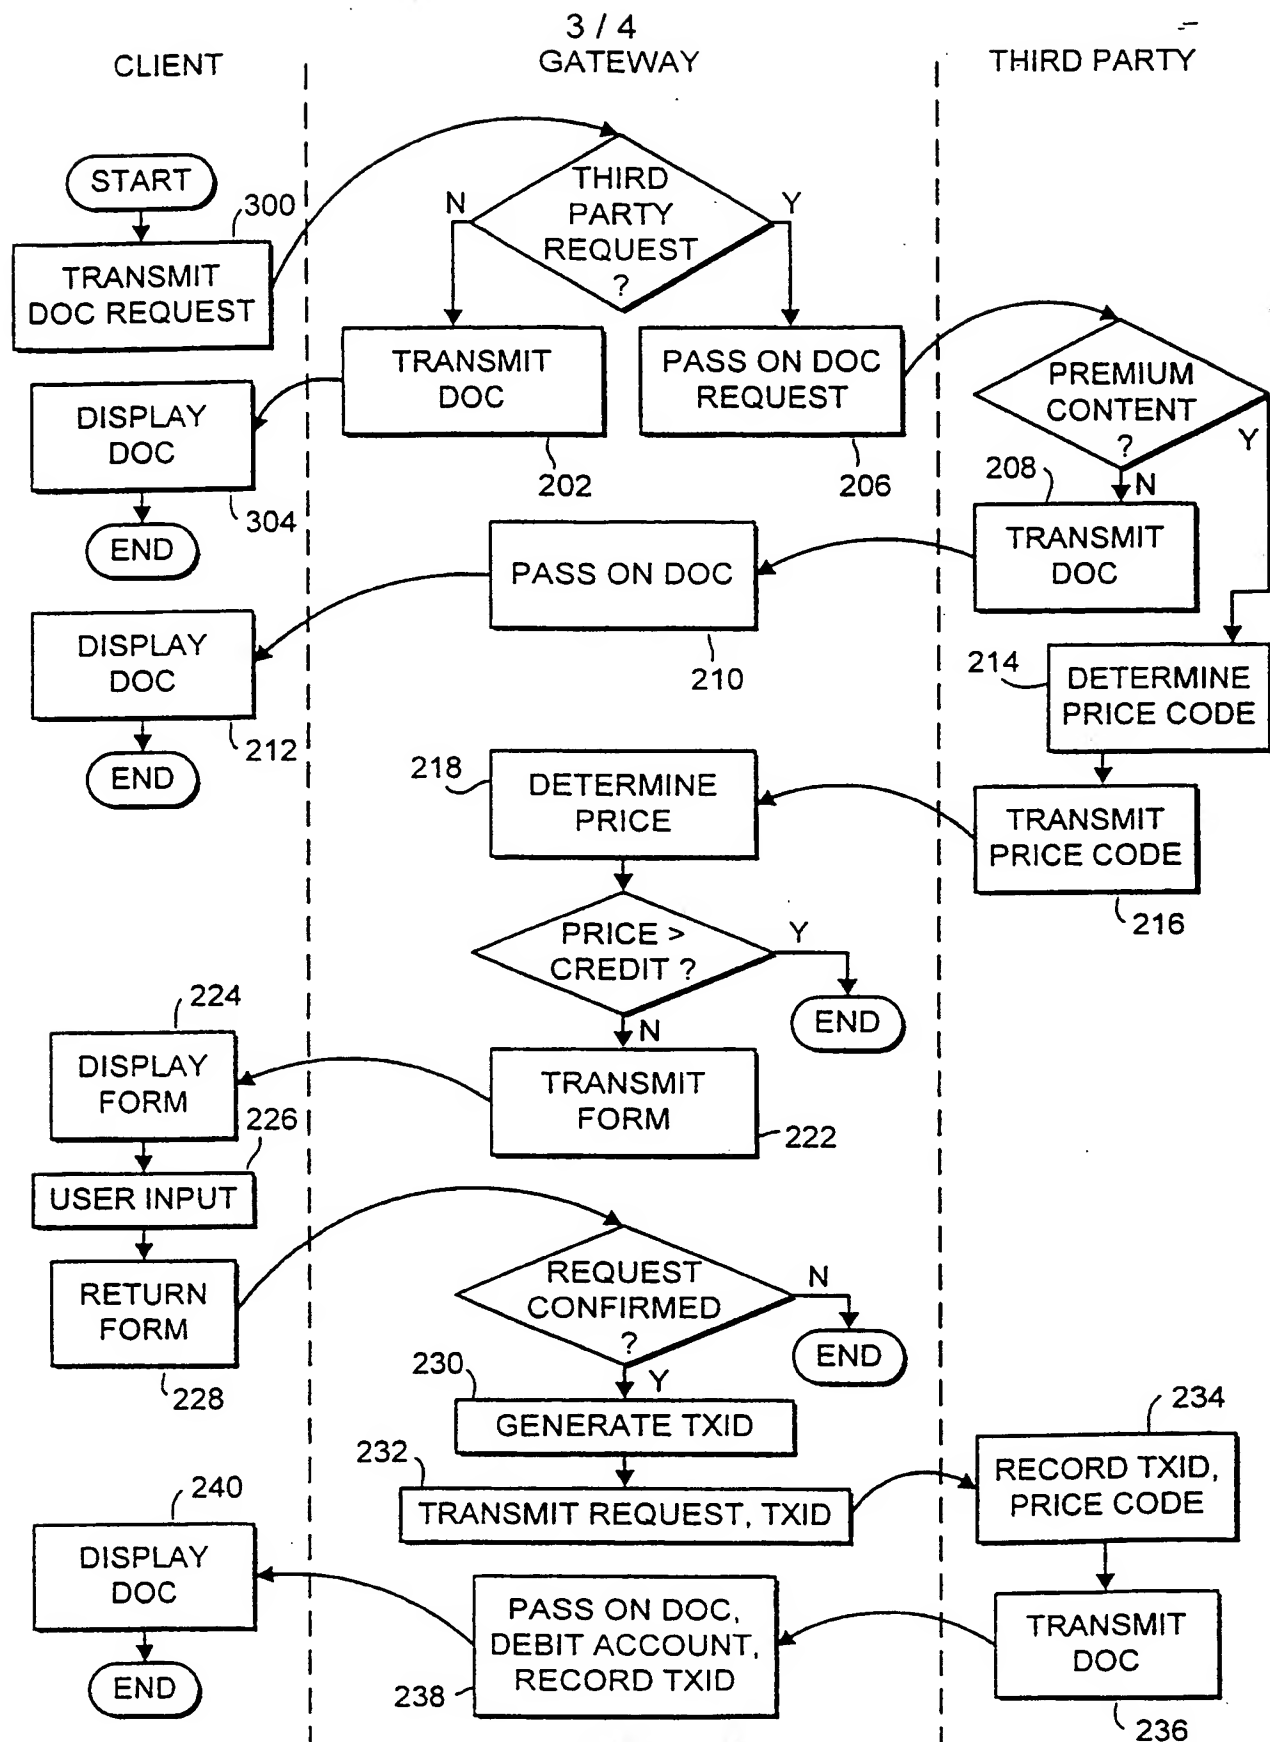 3 / 4
CLIENT
GATEWAY
THIRD PARTY
START
300
TRANSMIT
DOC REQUEST
THIRD
PARTY
REQUEST
?
N
Y
TRANSMIT
DOC
202
PASS ON DOC
REQUEST
206
PREMIUM
CONTENT
?
Y
N
DISPLAY
DOC
304
END
208
TRANSMIT
DOC
PASS ON DOC
210
DISPLAY
DOC
212
END
214
DETERMINE
PRICE CODE
218
DETERMINE
PRICE
TRANSMIT
PRICE CODE
216
PRICE >
CREDIT ?
Y
END
N
224
DISPLAY
FORM
TRANSMIT
FORM
222
226
USER INPUT
RETURN
FORM
228
REQUEST
CONFIRMED
?
N
END
Y
230
GENERATE TXID
232
TRANSMIT REQUEST, TXID
234
RECORD TXID,
PRICE CODE
240
DISPLAY
DOC
END
PASS ON DOC,
DEBIT ACCOUNT,
RECORD TXID
238
TRANSMIT
DOC
236